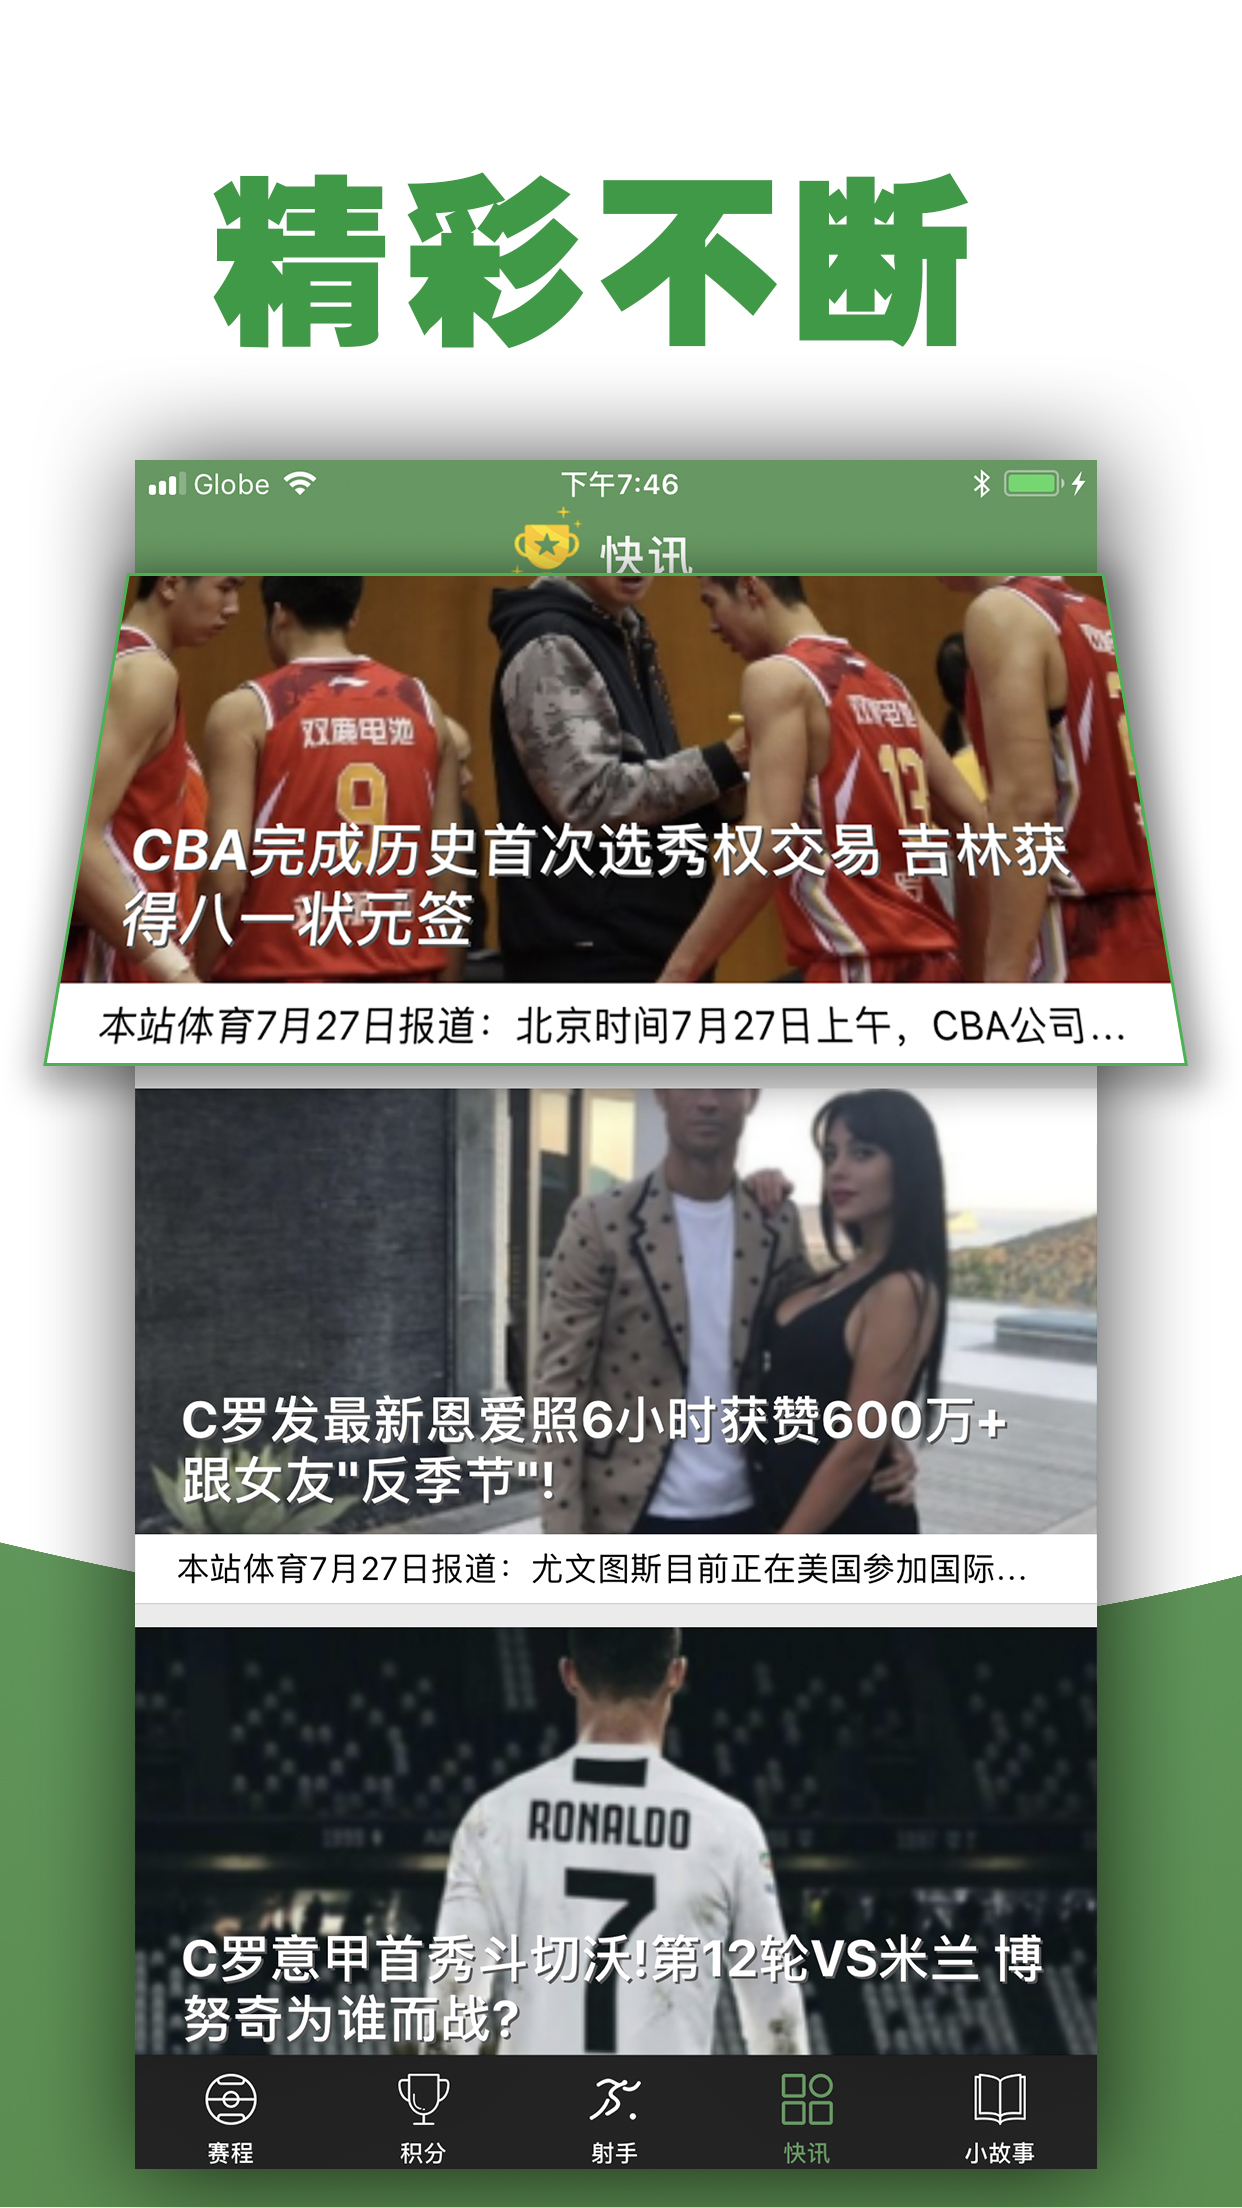 精彩不断
Globe
下午7:46
快讯
双鹿电池
双鹿电池
9
13
CBA完成历史首次选秀权交易 吉林获
得八一状元签
本站体育7月27日报道：北京时间7月27日上午，CBA公司...
C罗发最新恩爱照6小时获赞600万+
跟女友"反季节"!
本站体育7月27日报道：尤文图斯目前正在美国参加国际...
RONALDO
7
C罗意甲首秀斗切沃!第12轮VS米兰 博
努奇为谁而战?
赛程
积分
射手
快讯
小故事